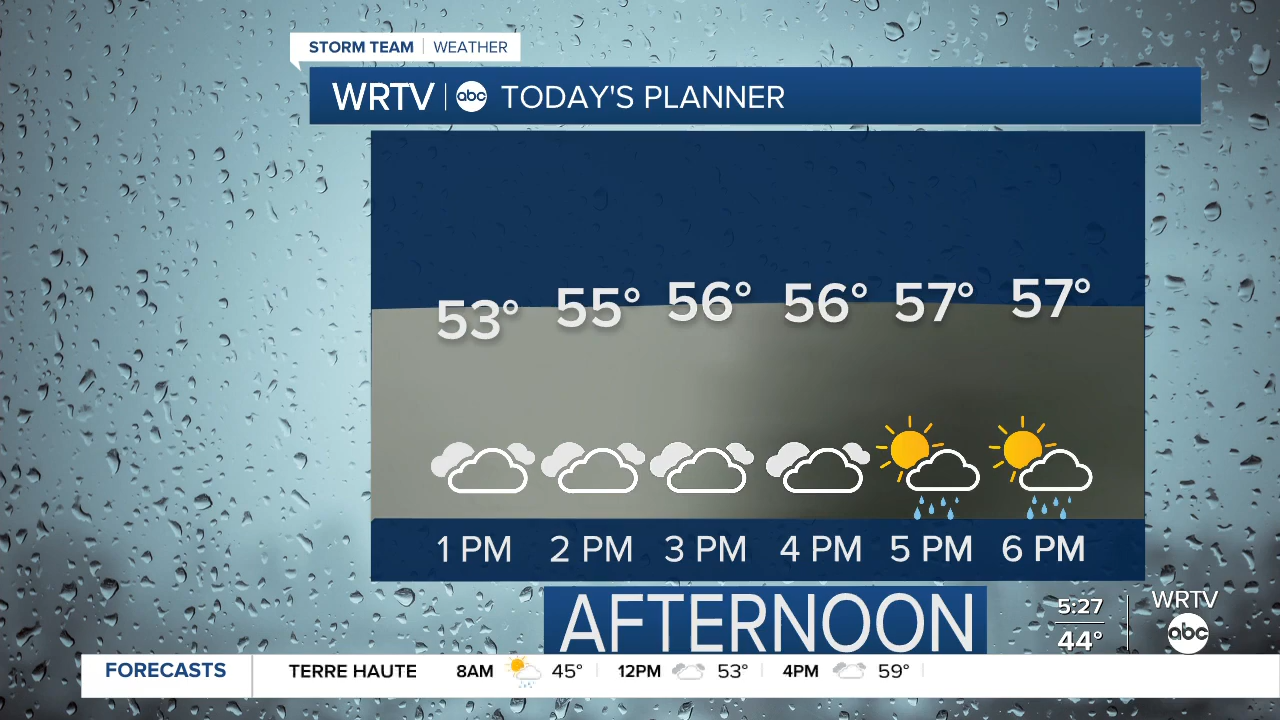 STORM TEAM | WEATHER
WRTV | abc TODAY'S PLANNER
53° 55° 56° 56° 57° 57°
1 PM 2 PM 3 PM 4 PM 5 PM 6 PM
AFTERNOON
5:27
44°
WRTV
abc
FORECASTS TERRE HAUTE 8AM 45° 12PM 53° 4PM 59°